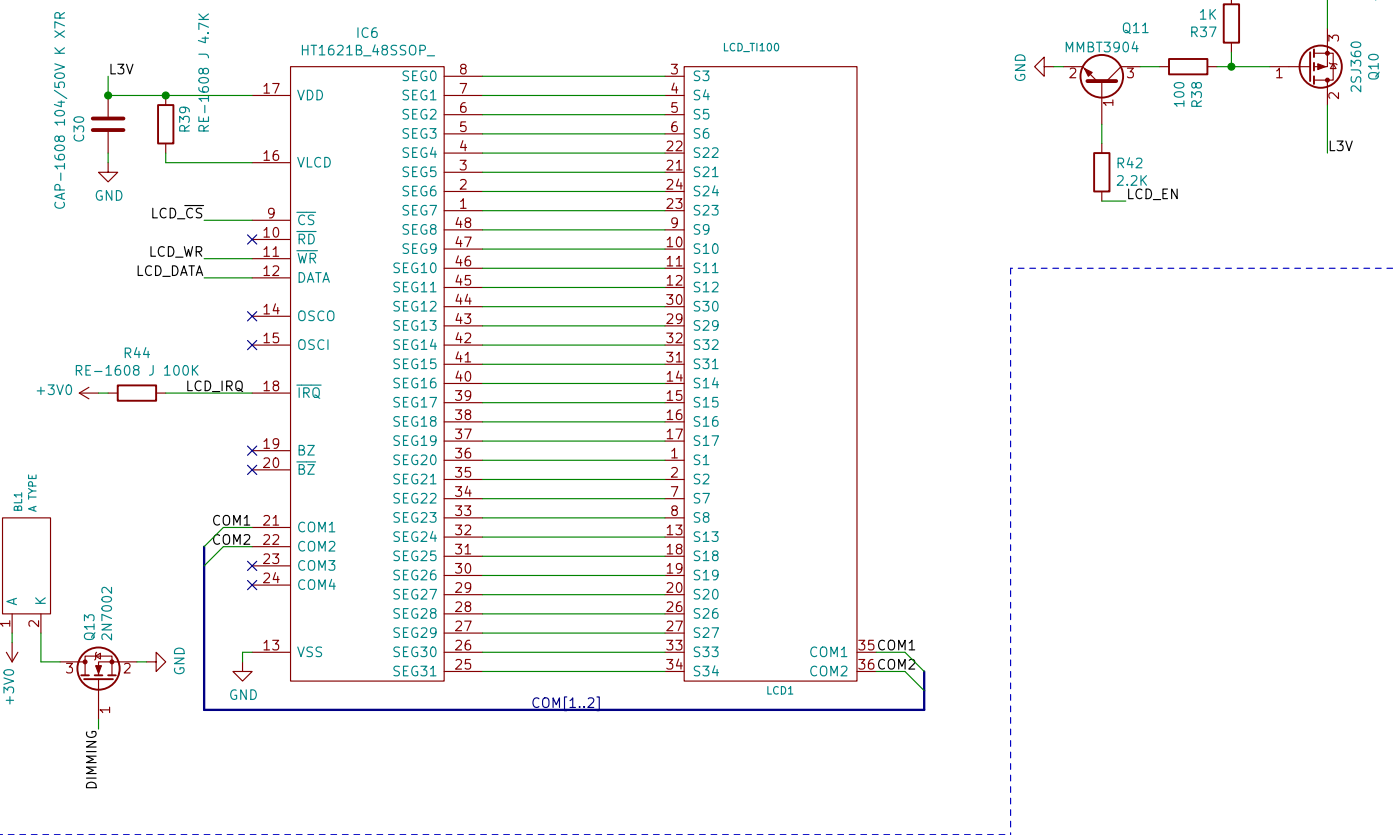 CAP-1608 104/50V K X7R
C30
L3V
GND
R39
RE-1608 J 4.7K
IC6
HT1621B_48SSOP_
17 VDD
16 VLCD
LCD_CS 9 CS
10 RD
LCD_WR 11 WR
LCD_DATA 12 DATA
14 OSCO
15 OSCI
R44
RE-1608 J 100K
+3V0
LCD_IRQ 18 IRQ
19 BZ
20 BZ
COM1 21 COM1
COM2 22 COM2
23 COM3
24 COM4
13 VSS
GND
LCD_TI100
SEG0 8 3 S3
SEG1 7 4 S4
SEG2 6 5 S5
SEG3 5 6 S6
SEG4 4 22 S22
SEG5 3 21 S21
SEG6 2 24 S24
SEG7 1 23 S23
SEG8 48 9 S9
SEG9 47 10 S10
SEG10 46 11 S11
SEG11 45 12 S12
SEG12 44 30 S30
SEG13 43 29 S29
SEG14 42 32 S32
SEG15 41 31 S31
SEG16 40 14 S14
SEG17 39 15 S15
SEG18 38 16 S16
SEG19 37 17 S17
SEG20 36 1 S1
SEG21 35 2 S2
SEG22 34 7 S7
SEG23 33 8 S8
SEG24 32 13 S13
SEG25 31 18 S18
SEG26 30 19 S19
SEG27 29 20 S20
SEG28 28 26 S26
SEG29 27 27 S27
SEG30 26 33 S33
SEG31 25 34 S34
COM1 35 COM1
COM2 36 COM2
LCD1
COM[1..2]
BL1
A TYPE
A
K
1
2
+3V0
Q13
2N7002
3
2
GND
1
DIMMING
GND
Q11
MMBT3904
2
3
1
R42
2.2K
LCD_EN
1K
R37
100
R38
1
3
2
2SJ360
Q10
L3V